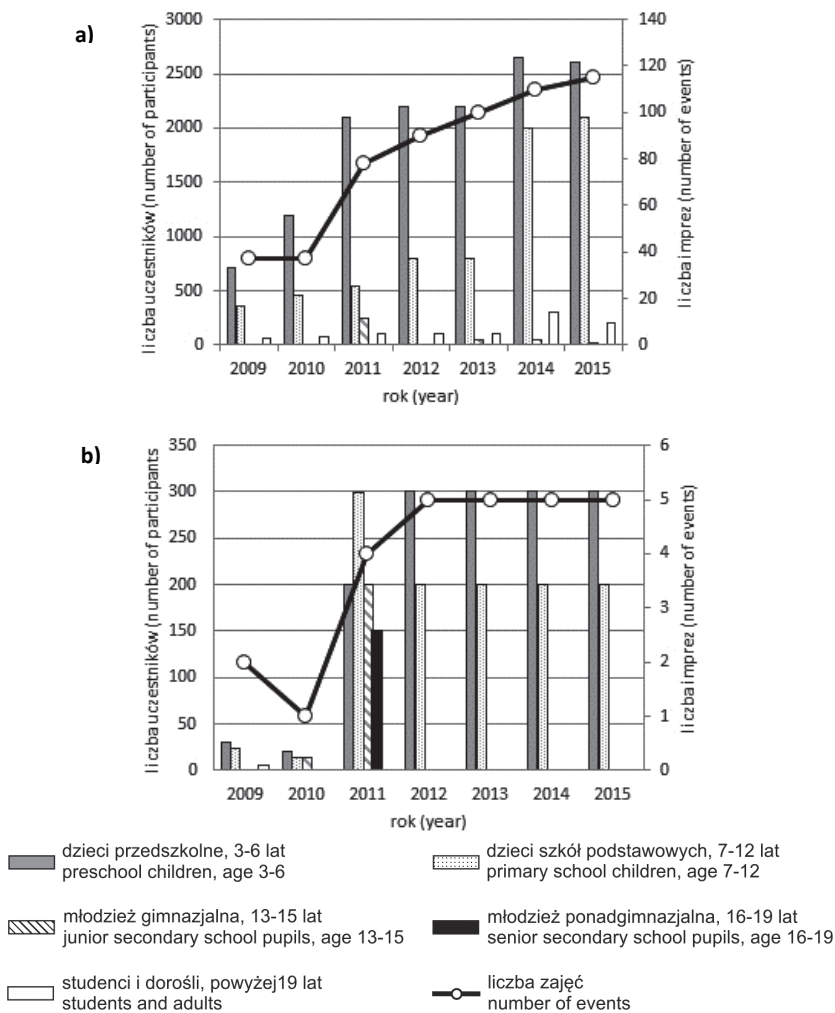 a)
liczba uczestników (number of participants)
3000
2500
2000
1500
1000
500
0
140
120
100
80
60
40
20
0
liczba imprez (number of events)
2009 2010 2011 2012 2013 2014 2015
rok (year)
b)
liczba uczestników (number of participants
350
300
250
200
150
100
50
0
6
5
4
3
2
1
0
liczba imprez (number of events)
2009 2010 2011 2012 2013 2014 2015
rok (year)
dzieci przedszkolne, 3-6 lat
preschool children, age 3-6
dzieci szkół podstawowych, 7-12 lat
primary school children, age 7-12
młodzież gimnazjalna, 13-15 lat
junior secondary school pupils, age 13-15
młodzież ponadgimnazjalna, 16-19 lat
senior secondary school pupils, age 16-19
studenci i dorośli, powyżej19 lat
students and adults
liczba zajęć
number of events